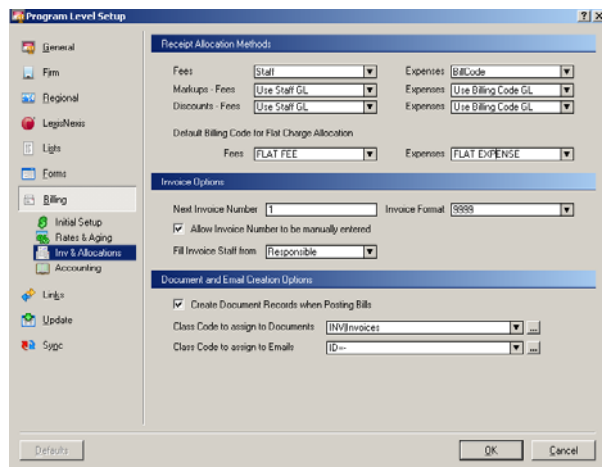 Program Level Setup
General
Firm
Regional
LexisNexis
Lists
Forms
Billing
Initial Setup
Rates & Aging
Inv & Allocations
Accounting
Links
Update
Sync
Receipt Allocation Methods
Fees Staff Expenses BillCode
Markups - Fees Use Staff GL Expenses Use Billing Code GL
Discounts - Fees Use Staff GL Expenses Use Billing Code GL
Default Billing Code for Flat Charge Allocation
Fees FLAT FEE Expenses FLAT EXPENSE
Invoice Options
Next Invoice Number 1 Invoice Format 9999
Allow Invoice Number to be manually entered
Fill Invoice Staff from Responsible
Document and Email Creation Options
Create Document Records when Posting Bills
Class Code to assign to Documents INV|Invoices ...
Class Code to assign to Emails ID=- ...
Defaults OK Cancel